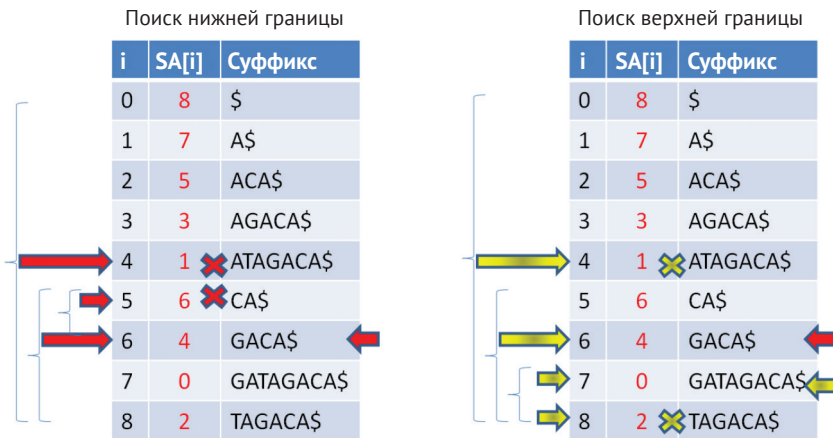 Поиск нижней границы
i SA[i] Суффикс
0 8 $
1 7 A$
2 5 ACA$
3 3 AGACA$
4 1 ATAGACA$
5 6 CA$
6 4 GACA$
7 0 GATAGACA$
8 2 TAGACA$
Поиск верхней границы
i SA[i] Суффикс
0 8 $
1 7 A$
2 5 ACA$
3 3 AGACA$
4 1 ATAGACA$
5 6 CA$
6 4 GACA$
7 0 GATAGACA$
8 2 TAGACA$